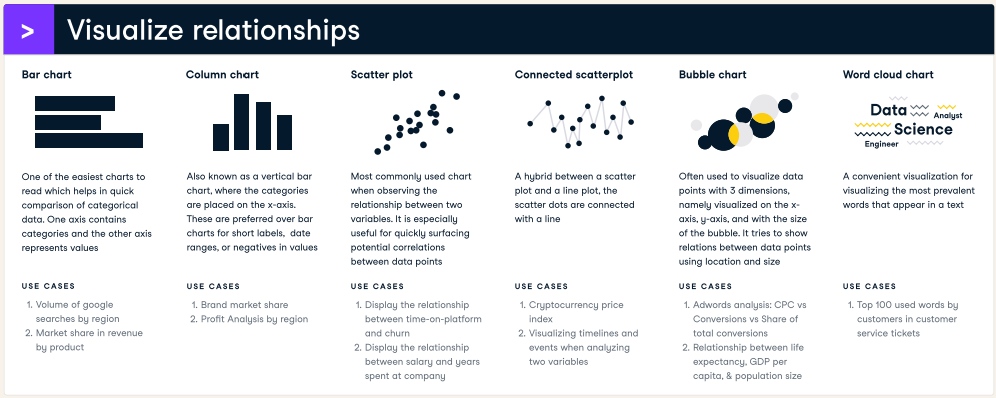 > Visualize relationships
Bar chart
One of the easiest charts to
read which helps in quick
comparison of categorical
data. One axis contains
categories and the other axis
represents values
USE CASES
1. Volume of google
searches by region
2. Market share in revenue
by product
Column chart
Also known as a vertical bar
chart, where the categories
are placed on the x-axis.
These are preferred over bar
charts for short labels, date
ranges, or negatives in values
USE CASES
1. Brand market share
2. Profit Analysis by region
Scatter plot
Most commonly used chart
when observing the
relationship between two
variables. It is especially
useful for quickly surfacing
potential correlations
between data points
USE CASES
1. Display the relationship
between time-on-platform
and churn
2. Display the relationship
between salary and years
spent at company
Connected scatterplot
A hybrid between a scatter
plot and a line plot, the
scatter dots are connected
with a line
USE CASES
1. Cryptocurrency price
index
2. Visualizing timelines and
events when analyzing
two variables
Bubble chart
Often used to visualize data
points with 3 dimensions,
namely visualized on the x-
axis, y-axis, and with the size
of the bubble. It tries to show
relations between data points
using location and size
USE CASES
1. Adwords analysis: CPC vs
Conversions vs Share of
total conversions
2. Relationship between life
expectancy, GDP per
capita, & population size
Word cloud chart
Data
Analyst
Science
Engineer
A convenient visualization for
visualizing the most prevalent
words that appear in a text
USE CASES
1. Top 100 used words by
customers in customer
service tickets